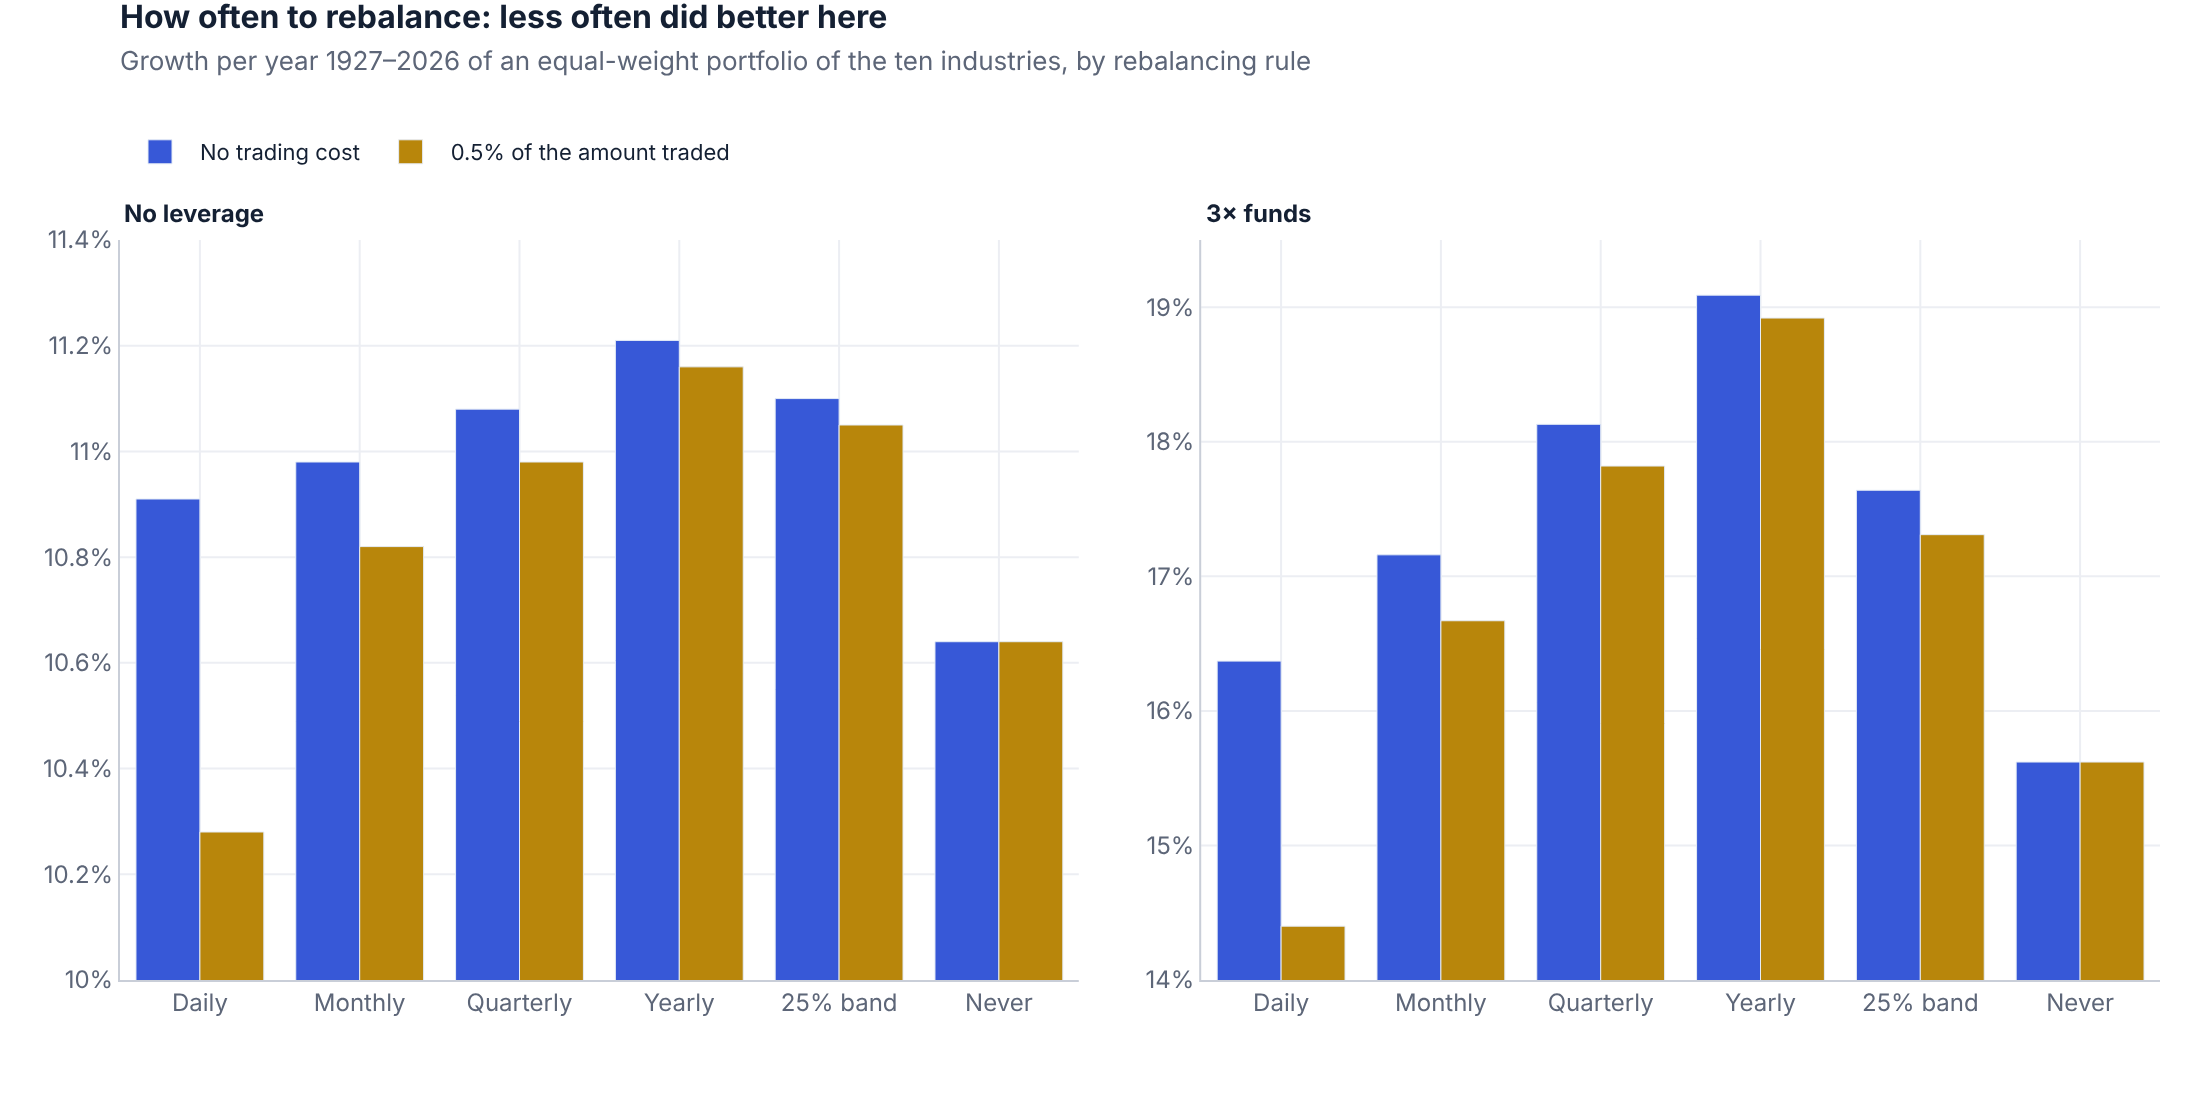 How often to rebalance: less often did better here
Growth per year 1927–2026 of an equal-weight portfolio of the ten industries, by rebalancing rule
No trading cost
0.5% of the amount traded
No leverage
11.4%
11.2%
11%
10.8%
10.6%
10.4%
10.2%
10%
Daily
Monthly
Quarterly
Yearly
25% band
Never
3× funds
19%
18%
17%
16%
15%
14%
Daily
Monthly
Quarterly
Yearly
25% band
Never